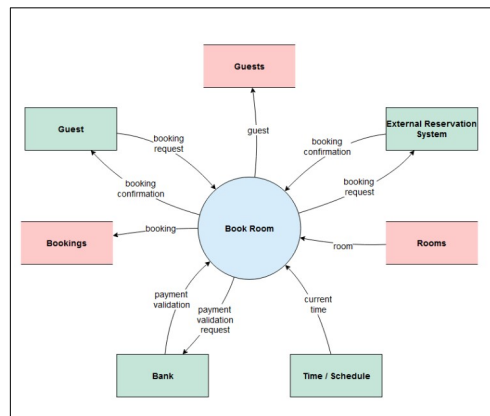 Guests
Guest
External Reservation
System
booking
request
guest
booking
confirmation
booking
confirmation
booking
request
Bookings
booking
Book Room
room
Rooms
payment
validation
payment
validation
request
current
time
Bank
Time / Schedule